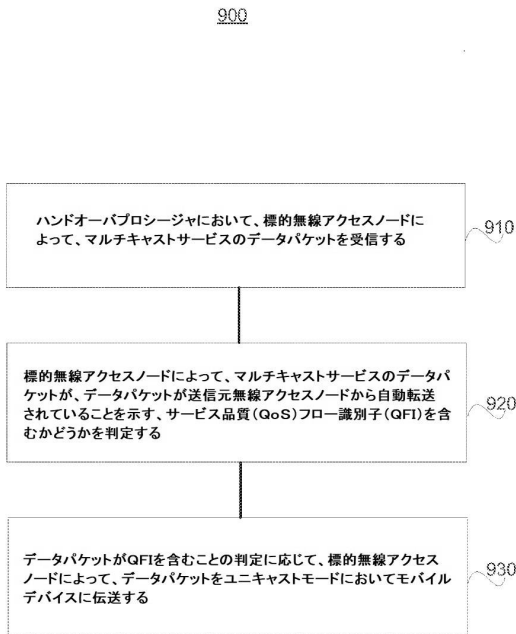 900
ハンドオーバプロシージャにおいて、標的無線アクセスノードに
よって、マルチキャストサービスのデータパケットを受信する
910
標的無線アクセスノードによって、マルチキャストサービスのデータパ
ケットが、データパケットが送信元無線アクセスノードから自動転送
されていることを示す、サービス品質(QoS)フロー識別子(QFI)を含
むかどうかを判定する
920
データパケットがQFIを含むことの判定に応じて、標的無線アクセス
ノードによって、データパケットをユニキャストモードにおいてモバイル
デバイスに伝送する
930